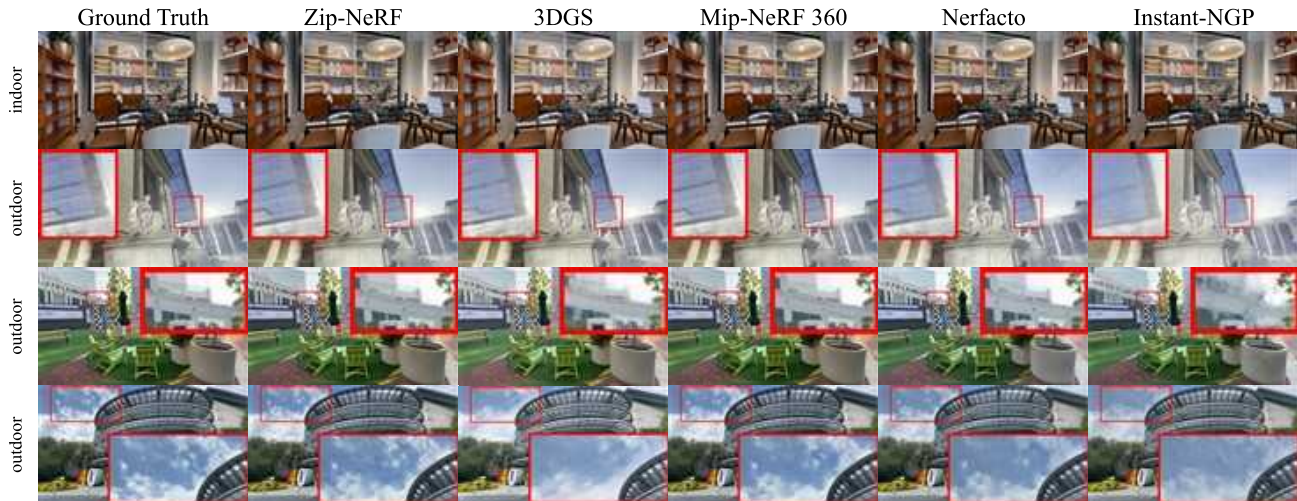 Ground Truth Zip-NeRF 3DGS Mip-NeRF 360 Nerfacto Instant-NGP
indoor
outdoor
outdoor
outdoor